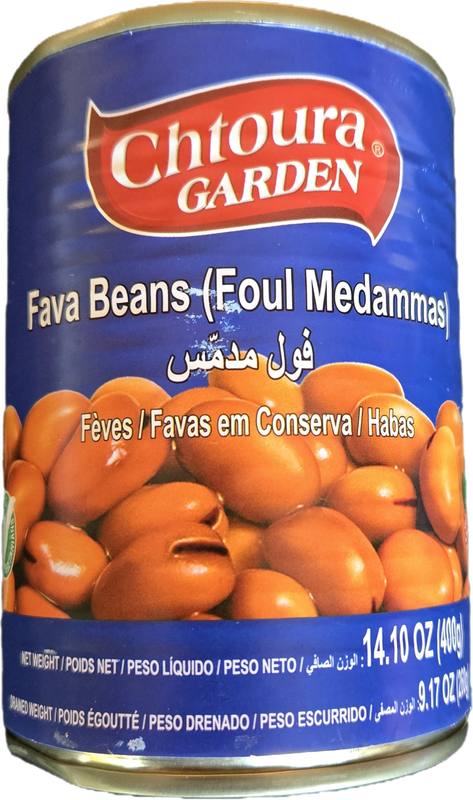 Chtoura®
GARDEN
Fava Beans (Foul Medammas)
فول مدمّس
Fèves / Favas em Conserva / Habas
NET WEIGHT / POIDS NET / PESO LÍQUIDO / PESO NETO / الوزن الصافي : 14.10 OZ (400g)
DRAINED WEIGHT / POIDS ÉGOUTTÉ / PESO DRENADO / PESO ESCURRIDO / الوزن المصفى : 9.17 OZ